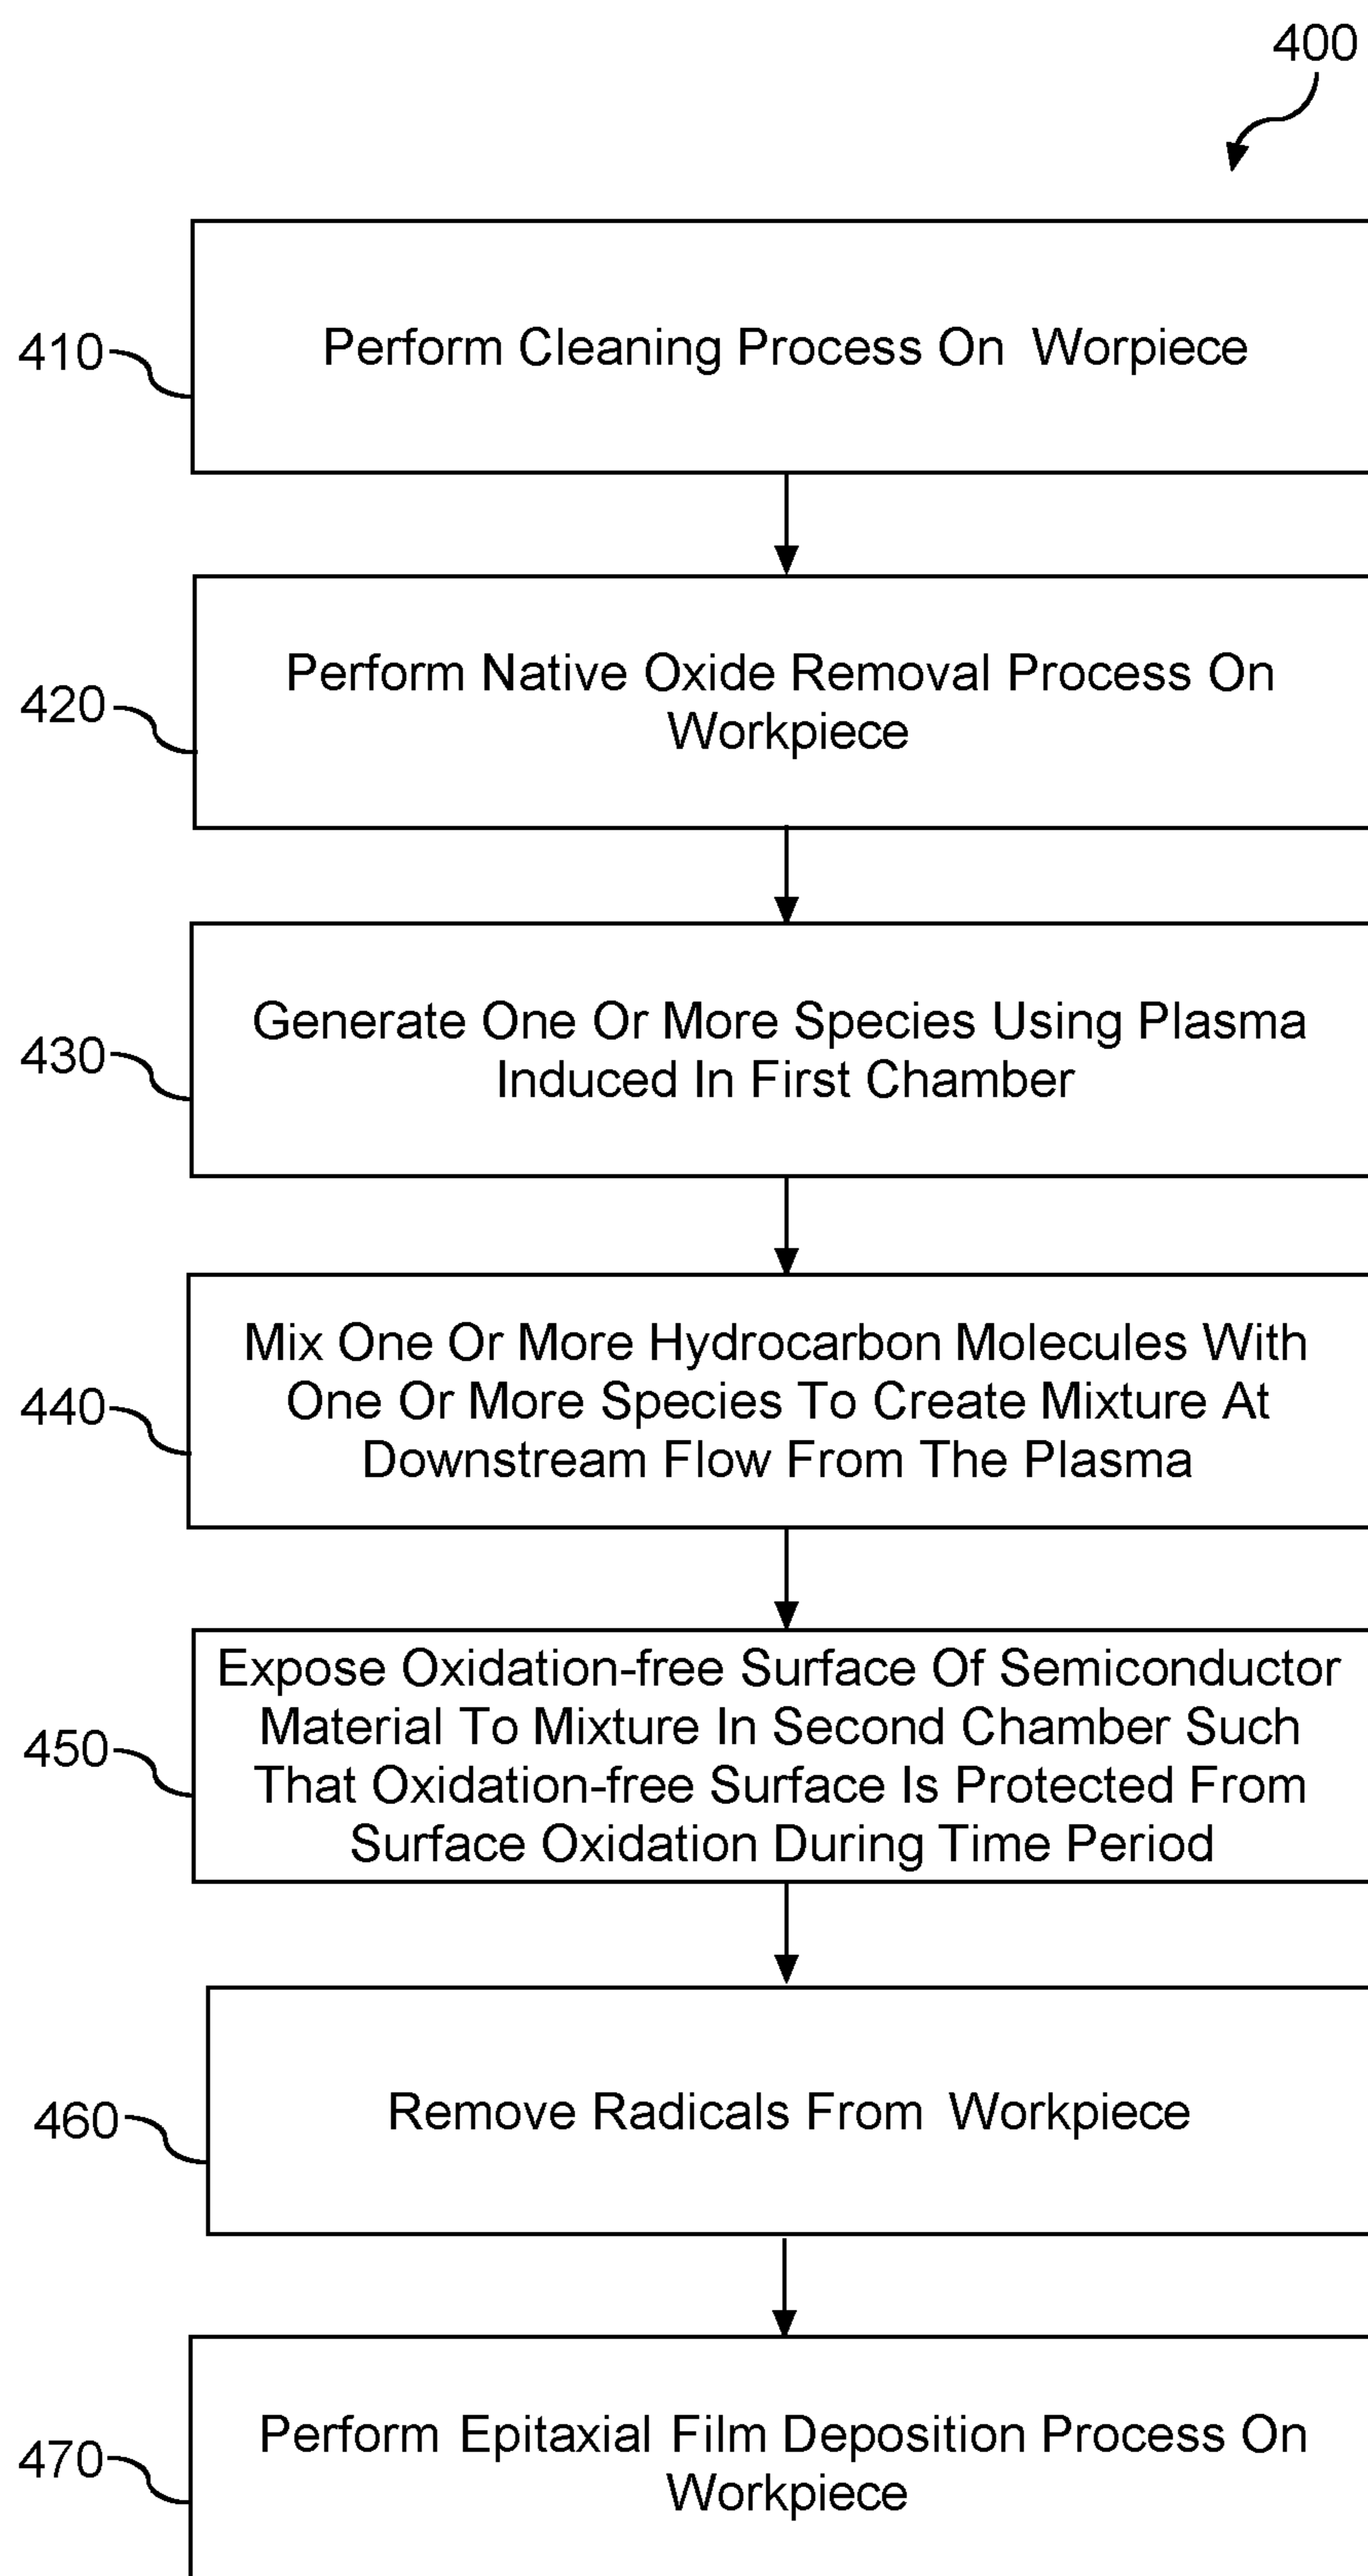 400
410
Perform Cleaning Process On Worpiece
420
Perform Native Oxide Removal Process On
Workpiece
430
Generate One Or More Species Using Plasma
Induced In First Chamber
440
Mix One Or More Hydrocarbon Molecules With
One Or More Species To Create Mixture At
Downstream Flow From The Plasma
450
Expose Oxidation-free Surface Of Semiconductor
Material To Mixture In Second Chamber Such
That Oxidation-free Surface Is Protected From
Surface Oxidation During Time Period
460
Remove Radicals From Workpiece
470
Perform Epitaxial Film Deposition Process On
Workpiece